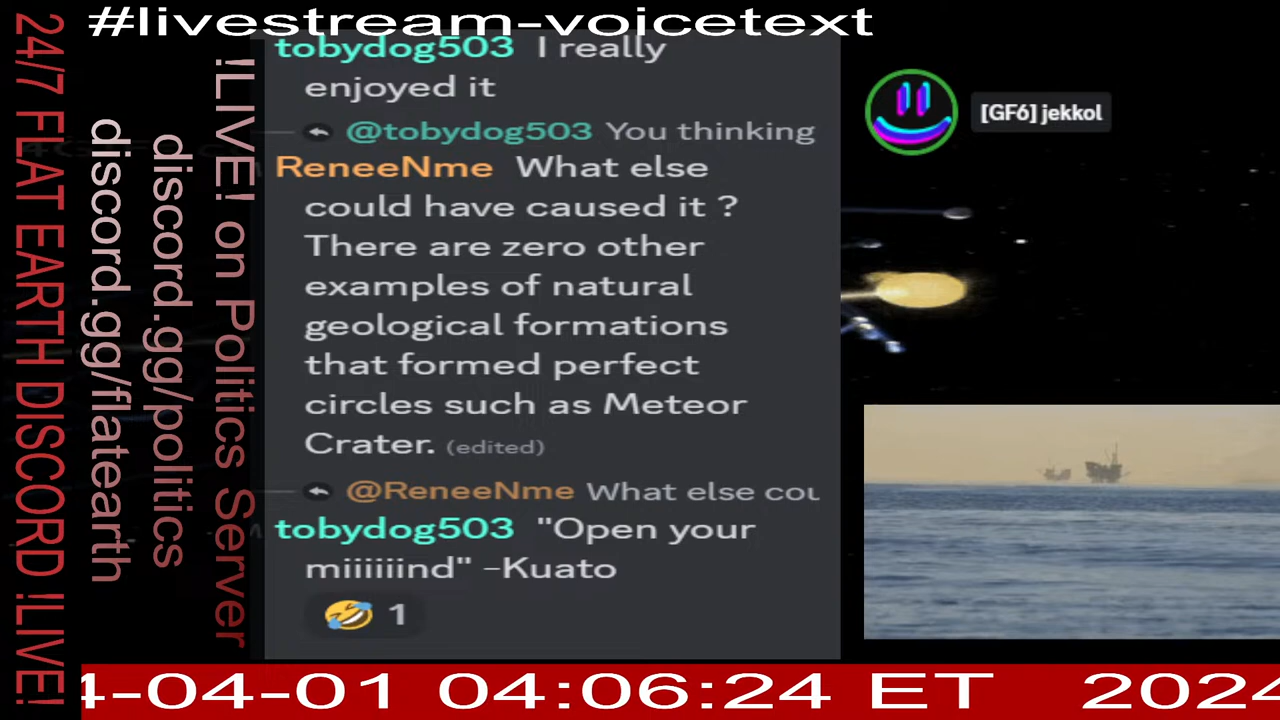 #livestream-voicetext
24/7 FLAT EARTH DISCORD !LIVE!
discord.gg/flatearth
discord.gg/politics
!LIVE! on Politics Server
tobydog503 I really
enjoyed it
@tobydog503 You thinking
ReneeNme What else
could have caused it ?
There are zero other
examples of natural
geological formations
that formed perfect
circles such as Meteor
Crater. (edited)
@ReneeNme What else cou
tobydog503 "Open your
miiiiiiind" -Kuato
🤣 1
[GF6] jekkol
4-04-01 04:06:24 ET 2024